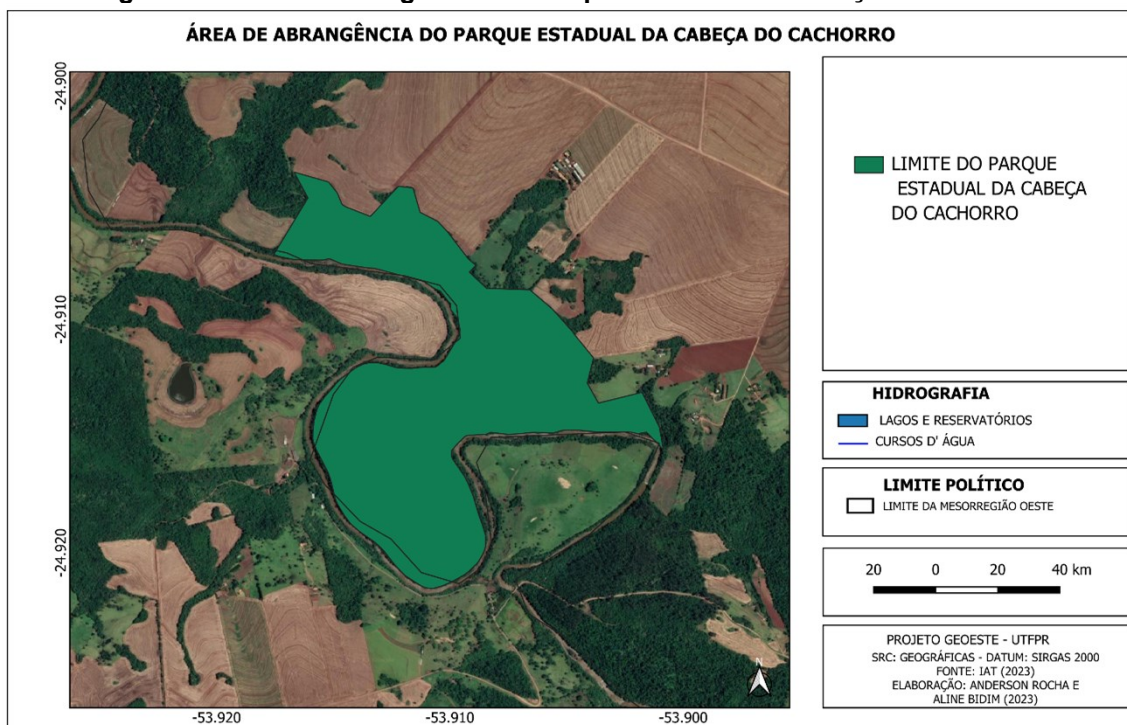 ÁREA DE ABRANGÊNCIA DO PARQUE ESTADUAL DA CABEÇA DO CACHORRO
-24.900
-24.910
-24.920
-53.920
-53.910
-53.900
N
LIMITE DO PARQUE
ESTADUAL DA CABEÇA
DO CACHORRO
HIDROGRAFIA
LAGOS E RESERVATÓRIOS
CURSOS D' ÁGUA
LIMITE POLÍTICO
LIMITE DA MESORREGIÃO OESTE
20 0 20 40 km
PROJETO GEOESTE - UTFPR
SRC: GEOGRÁFICAS - DATUM: SIRGAS 2000
FONTE: IAT (2023)
ELABORAÇÃO: ANDERSON ROCHA E
ALINE BIDIM (2023)